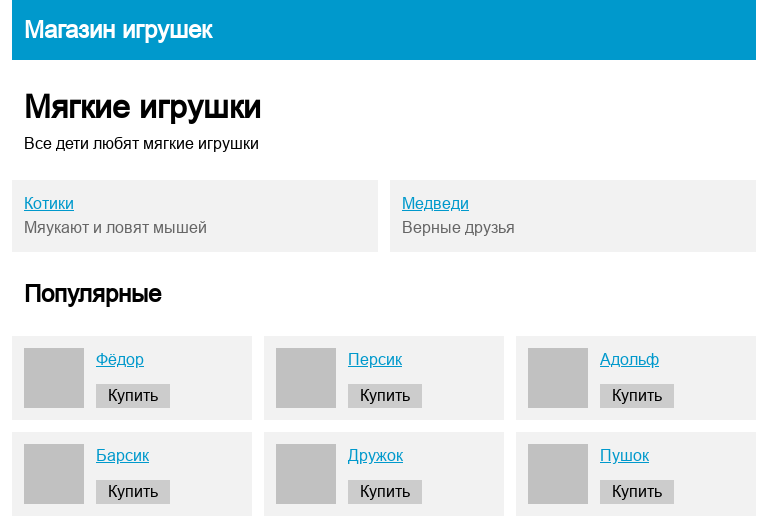 Магазин игрушек
Мягкие игрушки
Все дети любят мягкие игрушки
Котики
Мяукают и ловят мышей
Медведи
Верные друзья
Популярные
Фёдор
Купить
Персик
Купить
Адольф
Купить
Барсик
Купить
Дружок
Купить
Пушок
Купить